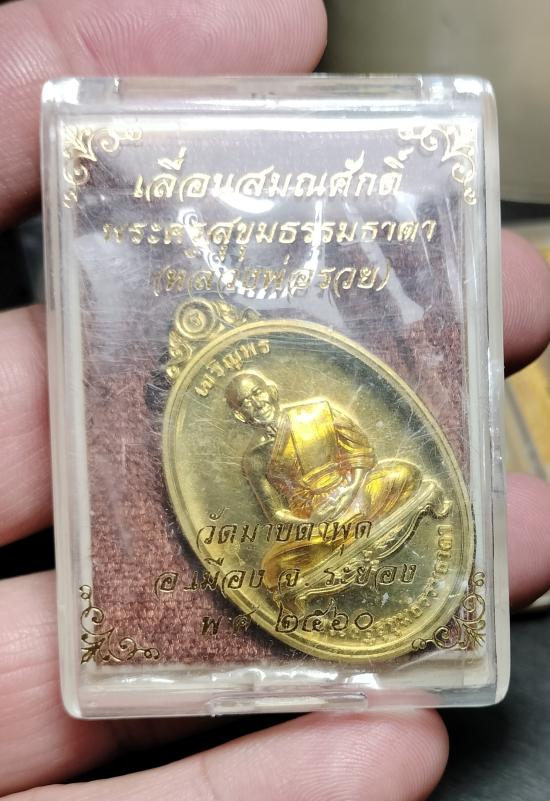 เลื่อนสมณศักดิ์
พระครูสุขุมธรรมธาดา
(หลวงพ่อรวย)
เจริญพร
วัดมาบตาพุด
อ.เมือง จ. ระยอง
พ.ศ ๒๕๖๐